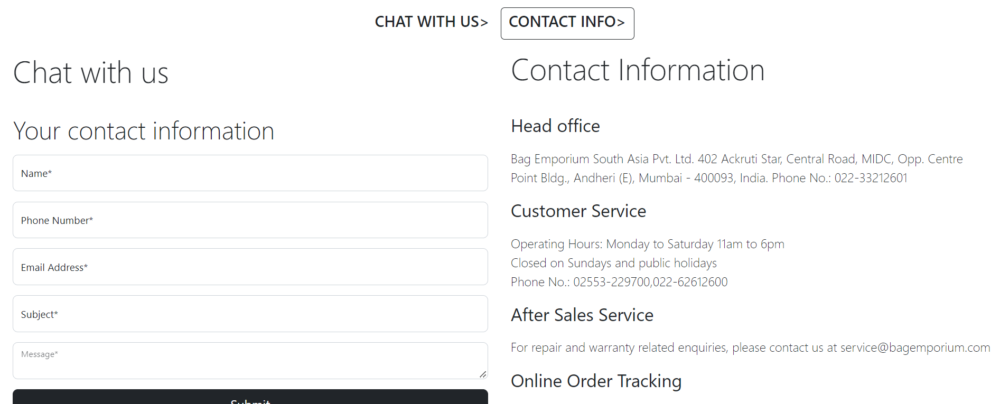 CHAT WITH US>
CONTACT INFO>
Chat with us
Your contact information
Name*
Phone Number*
Email Address*
Subject*
Message*
Submit
Contact Information
Head office
Bag Emporium South Asia Pvt. Ltd. 402 Ackruti Star, Central Road, MIDC, Opp. Centre
Point Bldg., Andheri (E), Mumbai - 400093, India. Phone No.: 022-33212601
Customer Service
Operating Hours: Monday to Saturday 11am to 6pm
Closed on Sundays and public holidays
Phone No.: 02553-229700,022-62612600
After Sales Service
For repair and warranty related enquiries, please contact us at service@bagemporium.com
Online Order Tracking